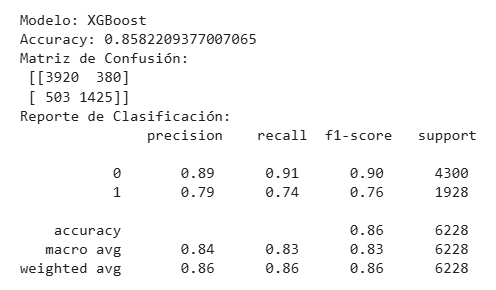 Modelo: XGBoost
Accuracy: 0.8582209377007065
Matriz de Confusión:
[[3920  380]
[ 503 1425]]
Reporte de Clasificación:
precision recall f1-score support
0 0.89 0.91 0.90 4300
1 0.79 0.74 0.76 1928
accuracy 0.86 6228
macro avg 0.84 0.83 0.83 6228
weighted avg 0.86 0.86 0.86 6228